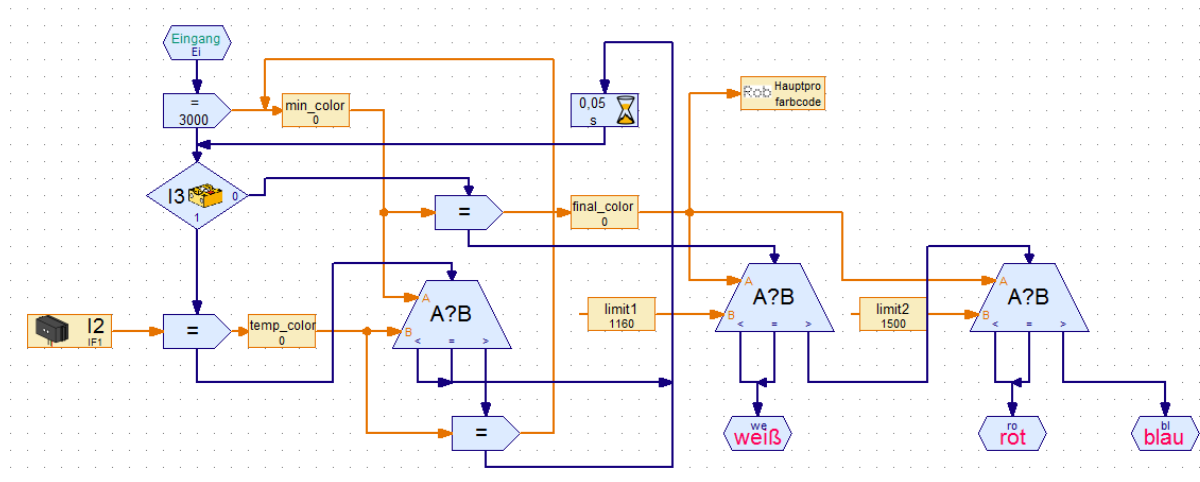 Eingang
Ei
=
3000
min_color
0
0,05
s
Rob
Hauptpro
farbcode
I3
0
1
=
final_color
0
I2
IF1
=
temp_color
0
A
B
A?B
< = >
=
limit1
1160
A
B
A?B
< = >
limit2
1500
A
B
A?B
< = >
we
weiß
ro
rot
bl
blau